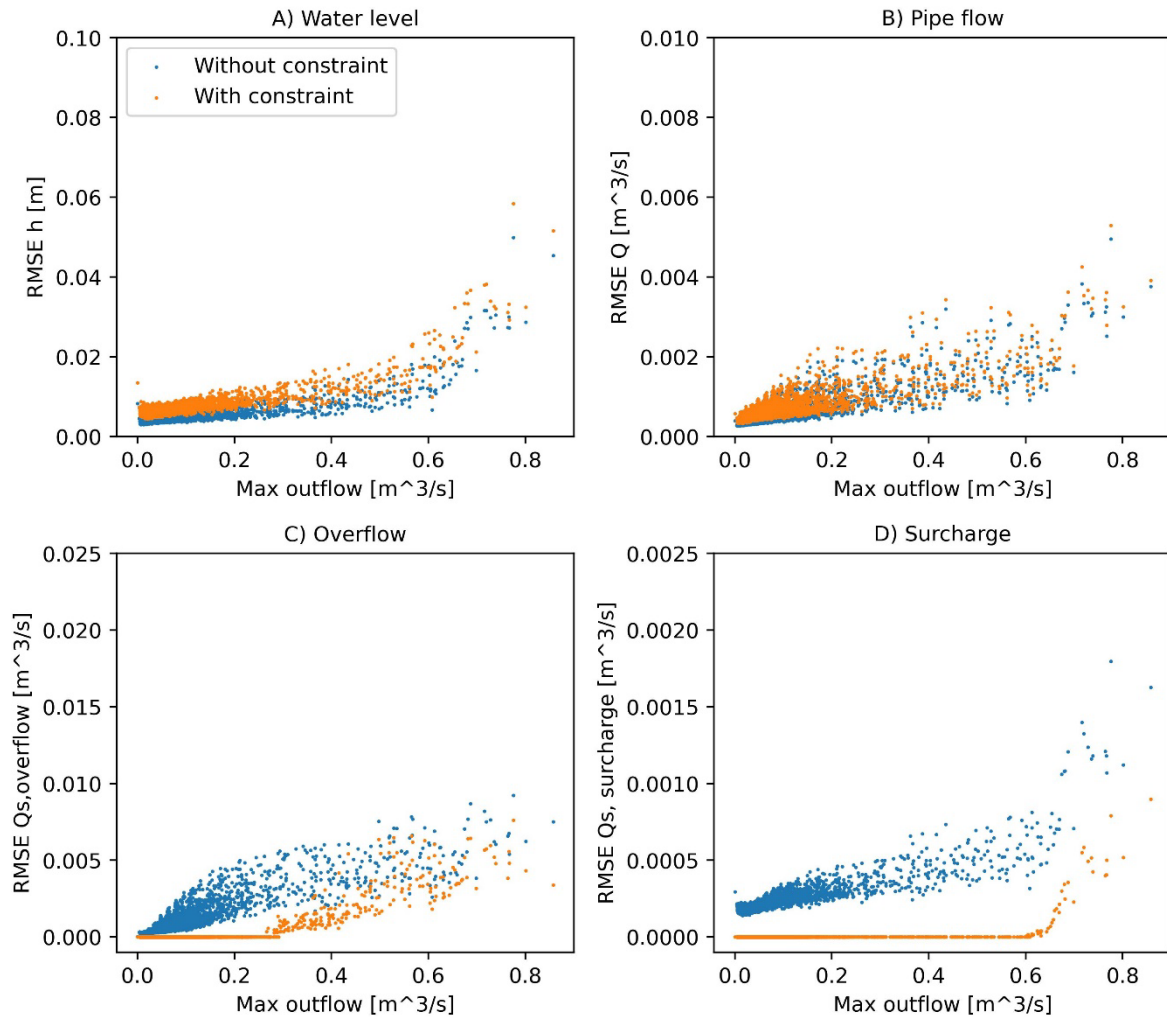 A) Water level
0.10
0.08
0.06
0.04
0.02
0.00
RMSE h [m]
Without constraint
With constraint
0.0 0.2 0.4 0.6 0.8
Max outflow [m^3/s]
B) Pipe flow
0.010
0.008
0.006
0.004
0.002
0.000
RMSE Q [m^3/s]
0.0 0.2 0.4 0.6 0.8
Max outflow [m^3/s]
C) Overflow
0.025
0.020
0.015
0.010
0.005
0.000
RMSE Qs,overflow [m^3/s]
0.0 0.2 0.4 0.6 0.8
Max outflow [m^3/s]
D) Surcharge
0.0025
0.0020
0.0015
0.0010
0.0005
0.0000
RMSE Qs, surcharge [m^3/s]
0.0 0.2 0.4 0.6 0.8
Max outflow [m^3/s]